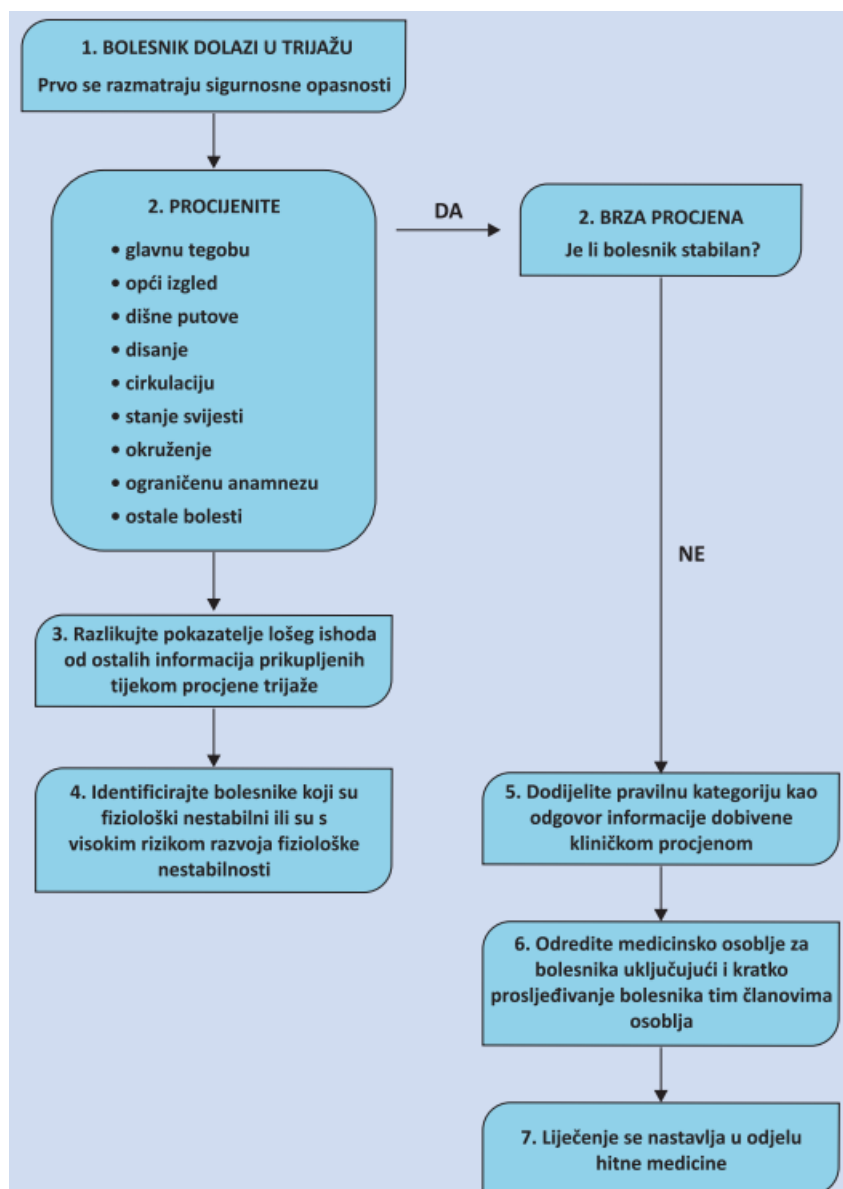 1. BOLESNIK DOLAZI U TRIJAŽU
Prvo se razmatraju sigurnosne opasnosti
2. PROCIJENITE
• glavnu tegobu
• opći izgled
• dišne putove
• disanje
• cirkulaciju
• stanje svijesti
• okruženje
• ograničenu anamnezu
• ostale bolesti
DA
2. BRZA PROCJENA
Je li bolesnik stabilan?
NE
3. Razlikujte pokazatelje lošeg ishoda
od ostalih informacija prikupljenih
tijekom procjene trijaže
4. Identificirajte bolesnike koji su
fiziološki nestabilni ili su s
visokim rizikom razvoja fiziološke
nestabilnosti
5. Dodijelite pravilnu kategoriju kao
odgovor informacije dobivene
kliničkom procjenom
6. Odredite medicinsko osoblje za
bolesnika uključujući i kratko
prosljeđivanje bolesnika tim članovima
osoblja
7. Liječenje se nastavlja u odjelu
hitne medicine